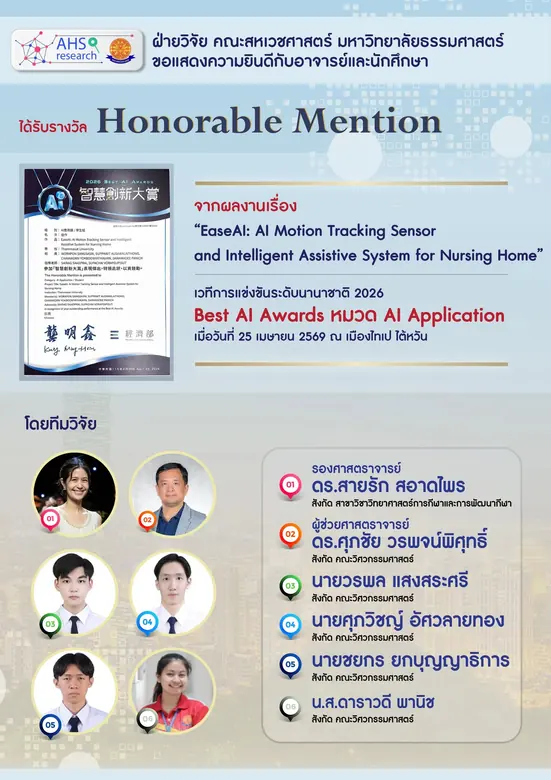 AHS
research
ฝ่ายวิจัย คณะสหเวชศาสตร์ มหาวิทยาลัยธรรมศาสตร์
ขอแสดงความยินดีกับอาจารย์และนักศึกษา
ได้รับรางวัล Honorable Mention
2026 BEST AI AWARDS
智慧創新大賞
Ai
จากผลงานเรื่อง
“EaseAI: AI Motion Tracking Sensor
and Intelligent Assistive System for Nursing Home”
เวทีการแข่งขันระดับนานาชาติ 2026
Best AI Awards หมวด AI Application
เมื่อวันที่ 25 เมษายน 2569 ณ เมืองไทเป ไต้หวัน
龔明鑫
經濟部
โดยทีมวิจัย
01
02
03
04
05
06
01
รองศาสตราจารย์
ดร.สายรัก สอาดไพร
สังกัด สาขาวิชาวิทยาศาสตร์การกีฬาและการพัฒนากีฬา
02
ผู้ช่วยศาสตราจารย์
ดร.ศุภชัย วรพจน์พิศุทธิ์
สังกัด คณะวิศวกรรมศาสตร์
03
นายวรพล แสงสระศรี
สังกัด คณะวิศวกรรมศาสตร์
04
นายศุภวิชญ์ อัศวลายทอง
สังกัด คณะวิศวกรรมศาสตร์
05
นายชยกร ยกบุญญาธิการ
สังกัด คณะวิศวกรรมศาสตร์
06
น.ส.ดาราวดี พานิช
สังกัด คณะวิศวกรรมศาสตร์